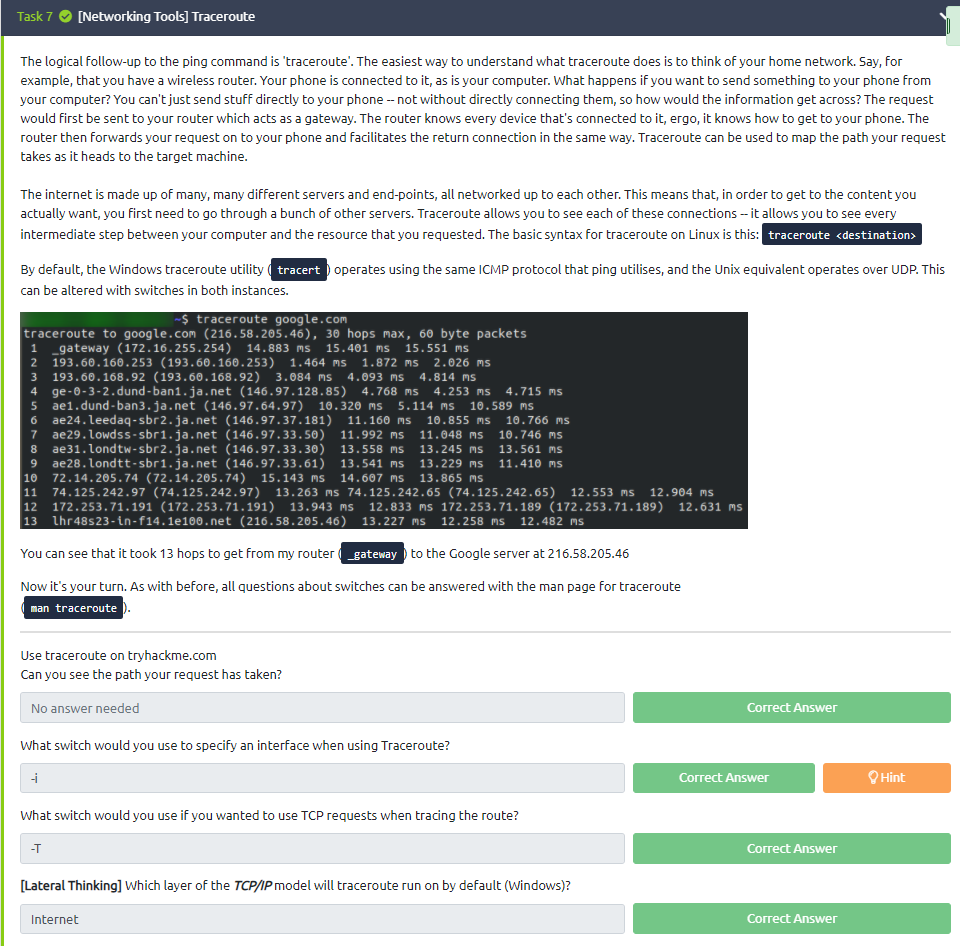 Task 7 [Networking Tools] Traceroute
The logical follow-up to the ping command is 'traceroute'. The easiest way to understand what traceroute does is to think of your home network. Say, for
example, that you have a wireless router. Your phone is connected to it, as is your computer. What happens if you want to send something to your phone from
your computer? You can't just send stuff directly to your phone -- not without directly connecting them, so how would the information get across? The request
would first be sent to your router which acts as a gateway. The router knows every device that's connected to it, ergo, it knows how to get to your phone. The
router then forwards your request on to your phone and facilitates the return connection in the same way. Traceroute can be used to map the path your request
takes as it heads to the target machine.
The internet is made up of many, many different servers and end-points, all networked up to each other. This means that, in order to get to the content you
actually want, you first need to go through a bunch of other servers. Traceroute allows you to see each of these connections -- it allows you to see every
intermediate step between your computer and the resource that you requested. The basic syntax for traceroute on Linux is this: traceroute <destination>
By default, the Windows traceroute utility (tracert) operates using the same ICMP protocol that ping utilises, and the Unix equivalent operates over UDP. This
can be altered with switches in both instances.
~$ traceroute google.com
traceroute to google.com (216.58.205.46), 30 hops max, 60 byte packets
1 _gateway (172.16.255.254) 14.883 ms 15.401 ms 15.551 ms
2 193.60.160.253 (193.60.160.253) 1.464 ms 1.872 ms 2.026 ms
3 193.60.168.92 (193.60.168.92) 3.084 ms 4.093 ms 4.814 ms
4 ge-0-3-2.dund-ban1.ja.net (146.97.128.85) 4.768 ms 4.253 ms 4.715 ms
5 ae1.dund-ban3.ja.net (146.97.64.97) 10.320 ms 5.114 ms 10.589 ms
6 ae24.leedaq-sbr2.ja.net (146.97.37.181) 11.160 ms 10.855 ms 10.766 ms
7 ae29.lowdss-sbr1.ja.net (146.97.33.50) 11.992 ms 11.048 ms 10.746 ms
8 ae31.londtw-sbr2.ja.net (146.97.33.30) 13.558 ms 13.245 ms 13.561 ms
9 ae28.londtt-sbr1.ja.net (146.97.33.61) 13.541 ms 13.229 ms 11.410 ms
10 72.14.205.74 (72.14.205.74) 15.143 ms 14.607 ms 13.865 ms
11 74.125.242.97 (74.125.242.97) 13.263 ms 74.125.242.65 (74.125.242.65) 12.553 ms 12.904 ms
12 172.253.71.191 (172.253.71.191) 13.943 ms 12.833 ms 172.253.71.189 (172.253.71.189) 12.631 ms
13 lhr48s23-in-f14.1e100.net (216.58.205.46) 13.227 ms 12.258 ms 12.482 ms
You can see that it took 13 hops to get from my router (_gateway) to the Google server at 216.58.205.46
Now it's your turn. As with before, all questions about switches can be answered with the man page for traceroute
(man traceroute).
Use traceroute on tryhackme.com
Can you see the path your request has taken?
No answer needed Correct Answer
What switch would you use to specify an interface when using Traceroute?
-i Correct Answer Hint
What switch would you use if you wanted to use TCP requests when tracing the route?
-T Correct Answer
[Lateral Thinking] Which layer of the TCP/IP model will traceroute run on by default (Windows)?
Internet Correct Answer